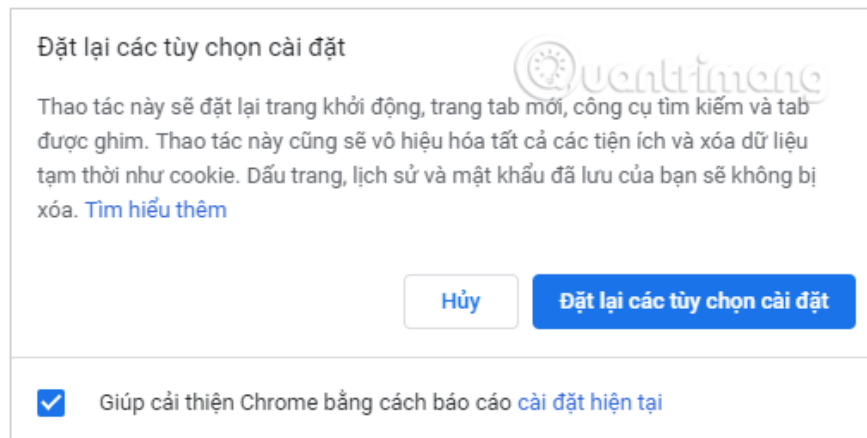 Đặt lại các tùy chọn cài đặt
Quantrimang
Thao tác này sẽ đặt lại trang khởi động, trang tab mới, công cụ tìm kiếm và tab
được ghim. Thao tác này cũng sẽ vô hiệu hóa tất cả các tiện ích và xóa dữ liệu
tạm thời như cookie. Dấu trang, lịch sử và mật khẩu đã lưu của bạn sẽ không bị
xóa. Tìm hiểu thêm
Hủy
Đặt lại các tùy chọn cài đặt
Giúp cải thiện Chrome bằng cách báo cáo cài đặt hiện tại